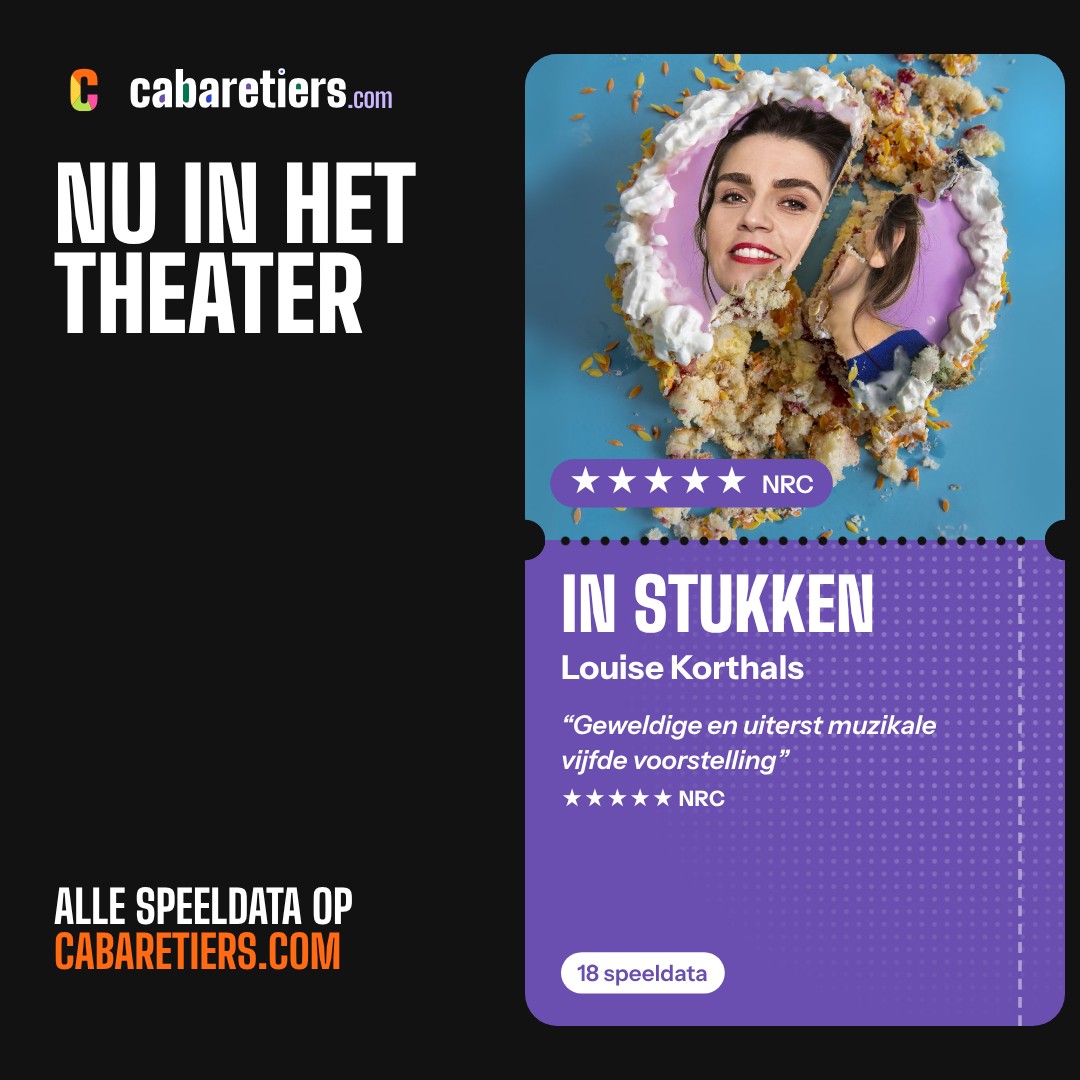 cabaretiers.com
NU IN HET
THEATER
ALLE SPEELDATA OP
CABARETIERS.COM
★★★★★ NRC
IN STUKKEN
Louise Korthals
“Geweldige en uiterst muzikale
vijfde voorstelling”
★★★★★ NRC
18 speeldata